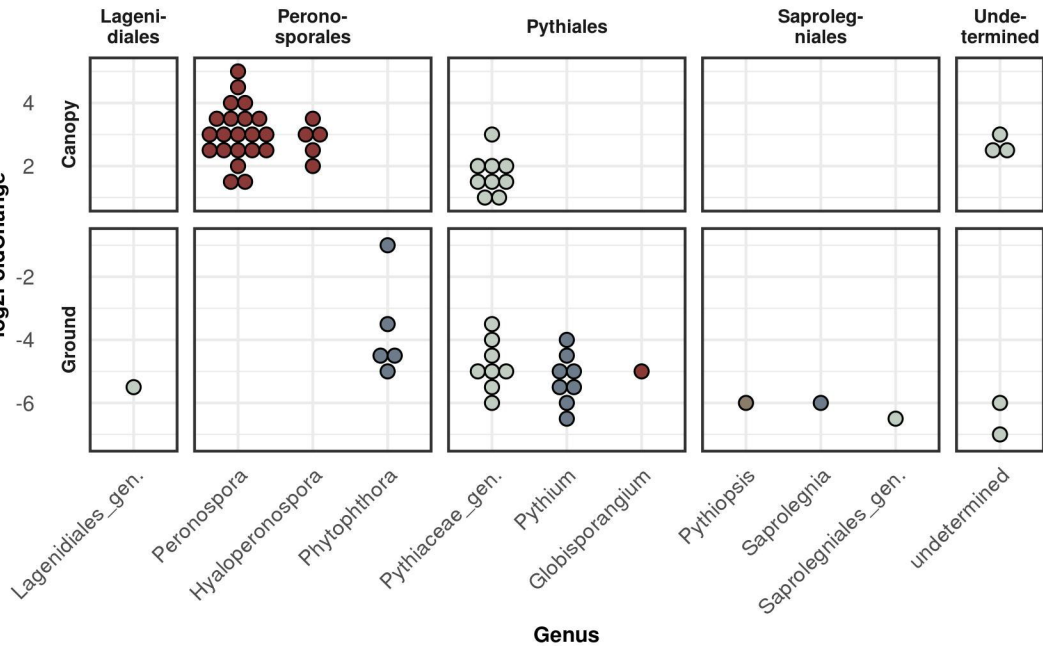 Lageni-
diales
Perono-
sporales
Pythiales
Saproleg-
niales
Unde-
termined
Canopy
4
2
Ground
-2
-4
-6
Lagenidiales_gen.
Peronospora
Hyaloperonospora
Phytophthora
Pythiaceae_gen.
Pythium
Globisporangium
Pythiopsis
Saprolegnia
Saprolegniales_gen.
undetermined
Genus